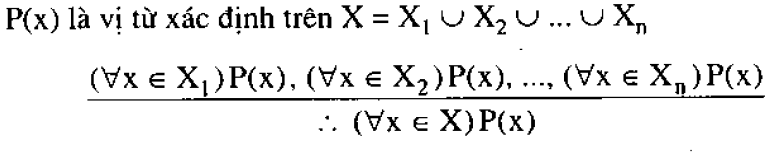 P(x) là vị từ xác định trên X = X₁ ∪ X₂ ∪ ... ∪ Xₙ
(∀x ∈ X₁)P(x), (∀x ∈ X₂)P(x), ..., (∀x ∈ Xₙ)P(x)
∴ (∀x ∈ X)P(x)